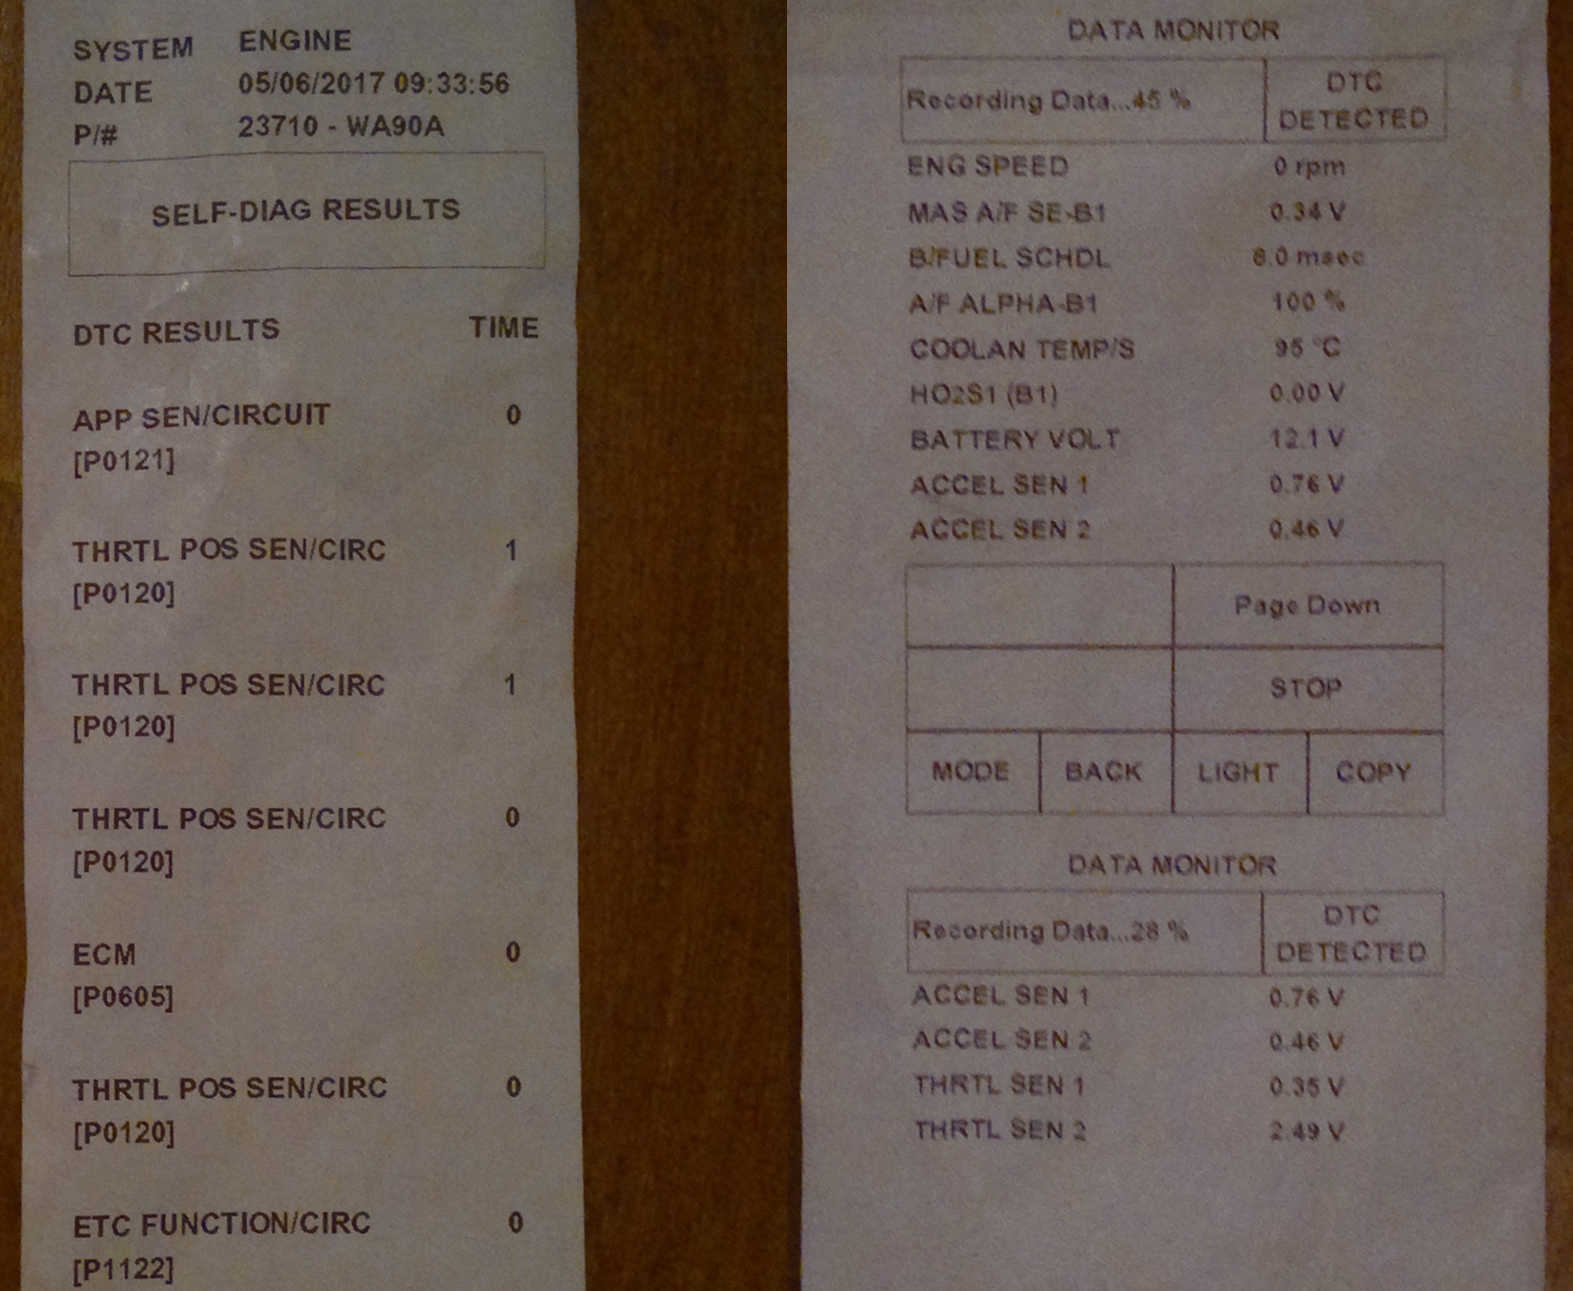 SYSTEM ENGINE
DATE 05/06/2017 09:33:56
P/# 23710 - WA90A
SELF-DIAG RESULTS
DTC RESULTS TIME
APP SEN/CIRCUIT 0
[P0121]
THRTL POS SEN/CIRC 1
[P0120]
THRTL POS SEN/CIRC 1
[P0120]
THRTL POS SEN/CIRC 0
[P0120]
ECM 0
[P0605]
THRTL POS SEN/CIRC 0
[P0120]
ETC FUNCTION/CIRC 0
[P1122]
DATA MONITOR
Recording Data...45 %
DTC
DETECTED
ENG SPEED 0 rpm
MAS A/F SE-B1 0.34 V
B/FUEL SCHDL 8.0 msec
A/F ALPHA-B1 100 %
COOLAN TEMP/S 95 °C
HO2S1 (B1) 0.00 V
BATTERY VOLT 12.1 V
ACCEL SEN 1 0.76 V
ACCEL SEN 2 0.46 V
Page Down
STOP
MODE BACK LIGHT COPY
DATA MONITOR
Recording Data...28 %
DTC
DETECTED
ACCEL SEN 1 0.76 V
ACCEL SEN 2 0.46 V
THRTL SEN 1 0.35 V
THRTL SEN 2 2.49 V